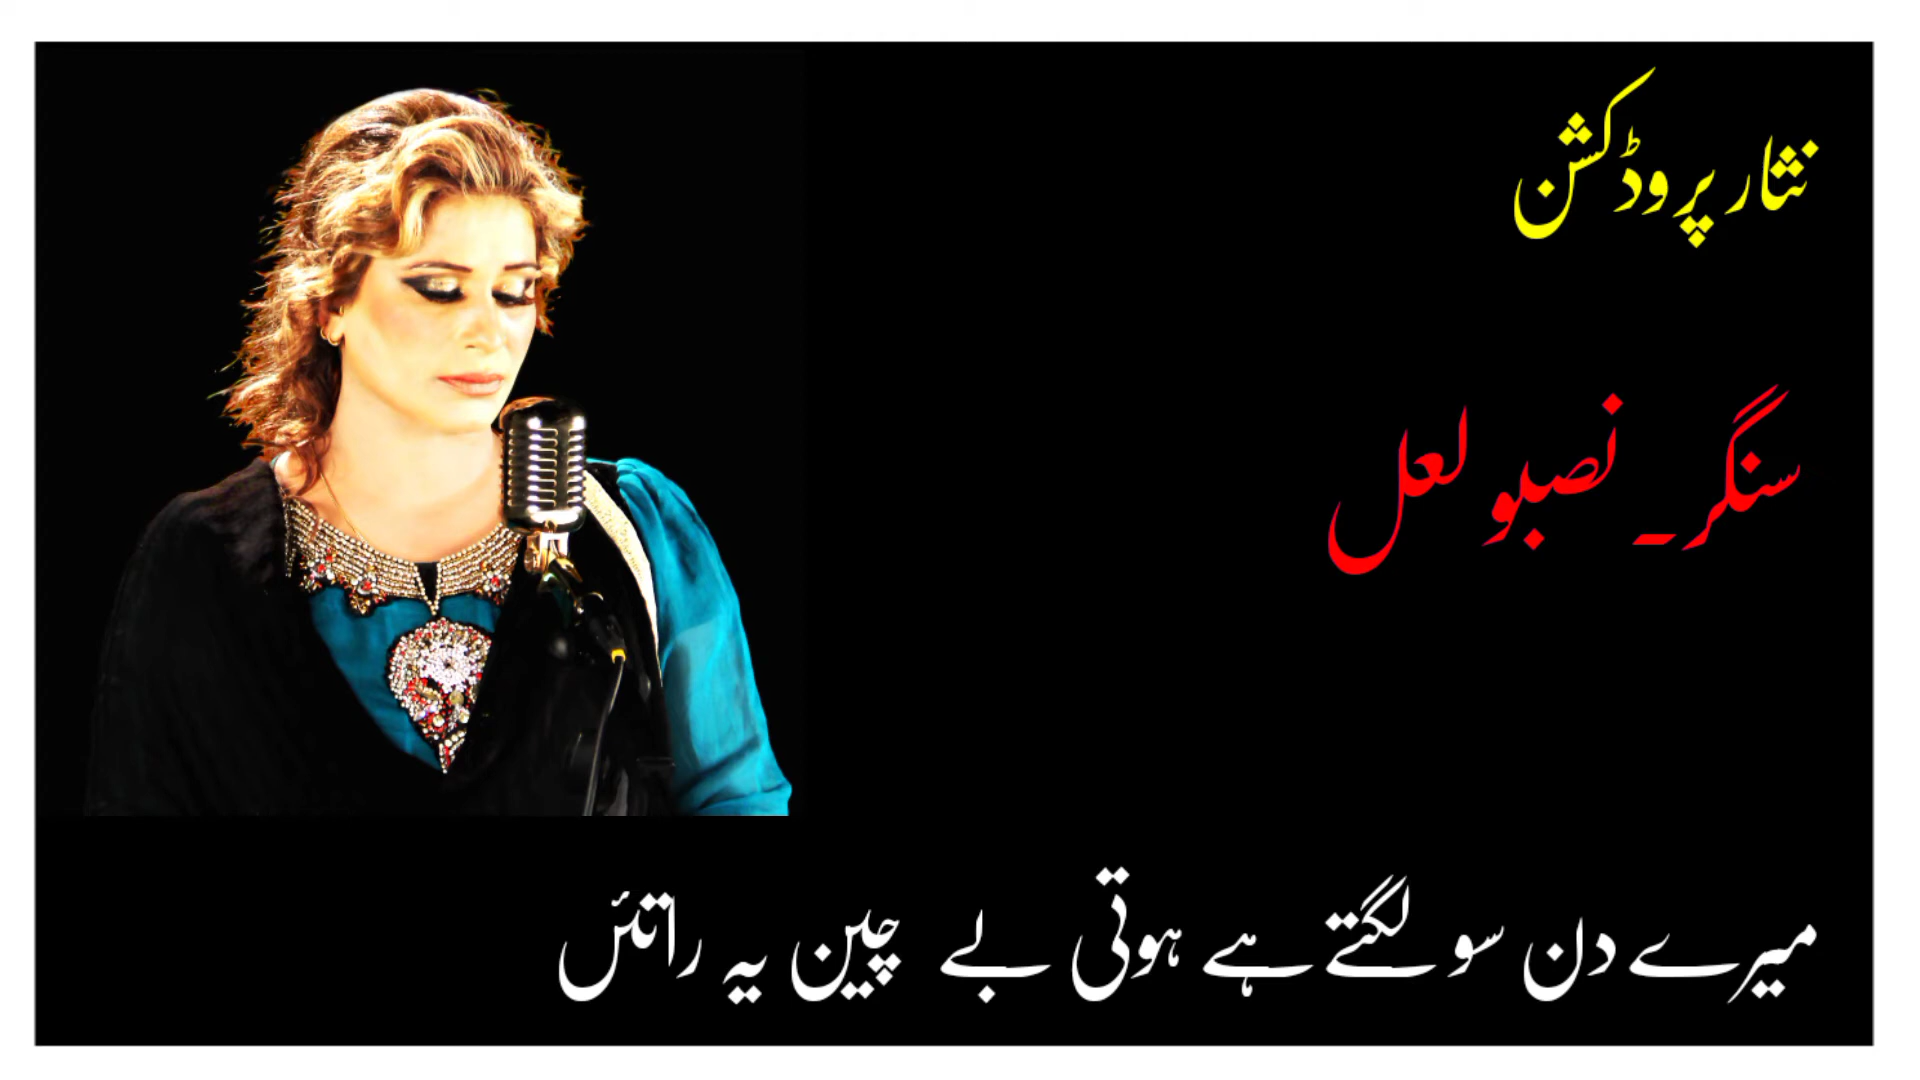 نثار پروڈکشن
سنگر۔ نصبو لعل
میرے دن سو لگتے ہے ہوتی بے چین یہ راتئں